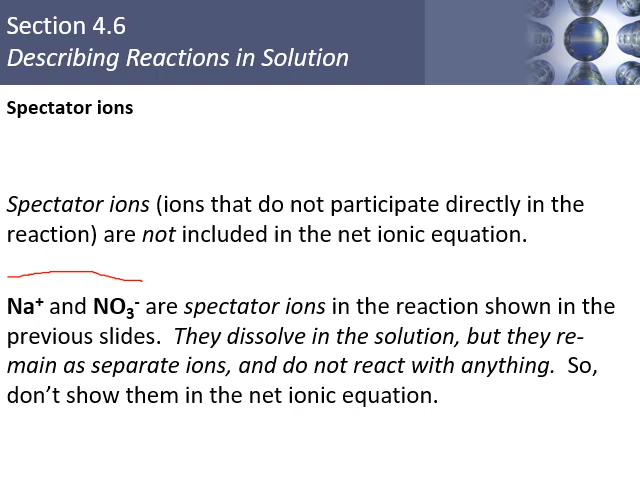 Section 4.6
Describing Reactions in Solution
Spectator ions
Spectator ions (ions that do not participate directly in the
reaction) are not included in the net ionic equation.
Na⁺ and NO₃⁻ are spectator ions in the reaction shown in the
previous slides. They dissolve in the solution, but they re-
main as separate ions, and do not react with anything. So,
don’t show them in the net ionic equation.